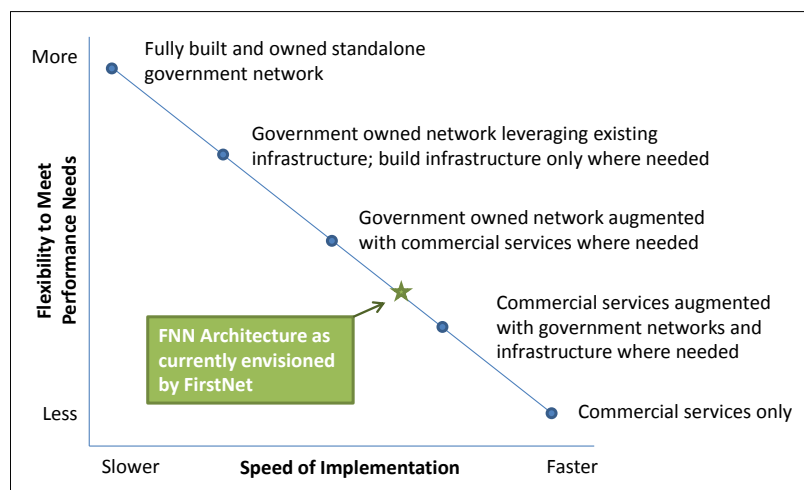 More
Fully built and owned standalone
government network
Government owned network leveraging existing
infrastructure; build infrastructure only where needed
Government owned network augmented
with commercial services where needed
Flexibility to Meet
Performance Needs
FNN Architecture as
currently envisioned
by FirstNet
Commercial services augmented
with government networks and
infrastructure where needed
Less
Commercial services only
Slower
Speed of Implementation
Faster